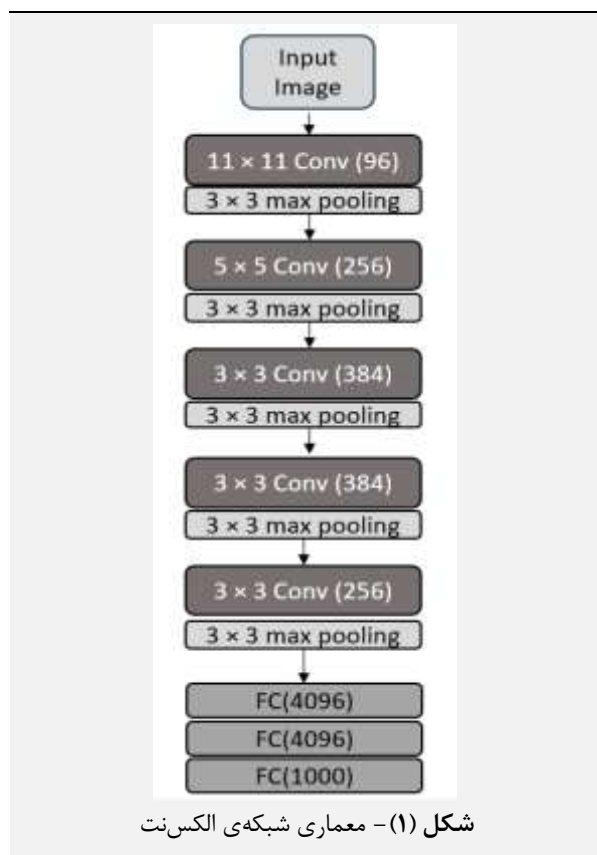 Input
Image
11 × 11 Conv (96)
3 × 3 max pooling
5 × 5 Conv (256)
3 × 3 max pooling
3 × 3 Conv (384)
3 × 3 max pooling
3 × 3 Conv (384)
3 × 3 max pooling
3 × 3 Conv (256)
3 × 3 max pooling
FC(4096)
FC(4096)
FC(1000)
شکل (۱)- معماری شبکه‌ی الکس‌نت